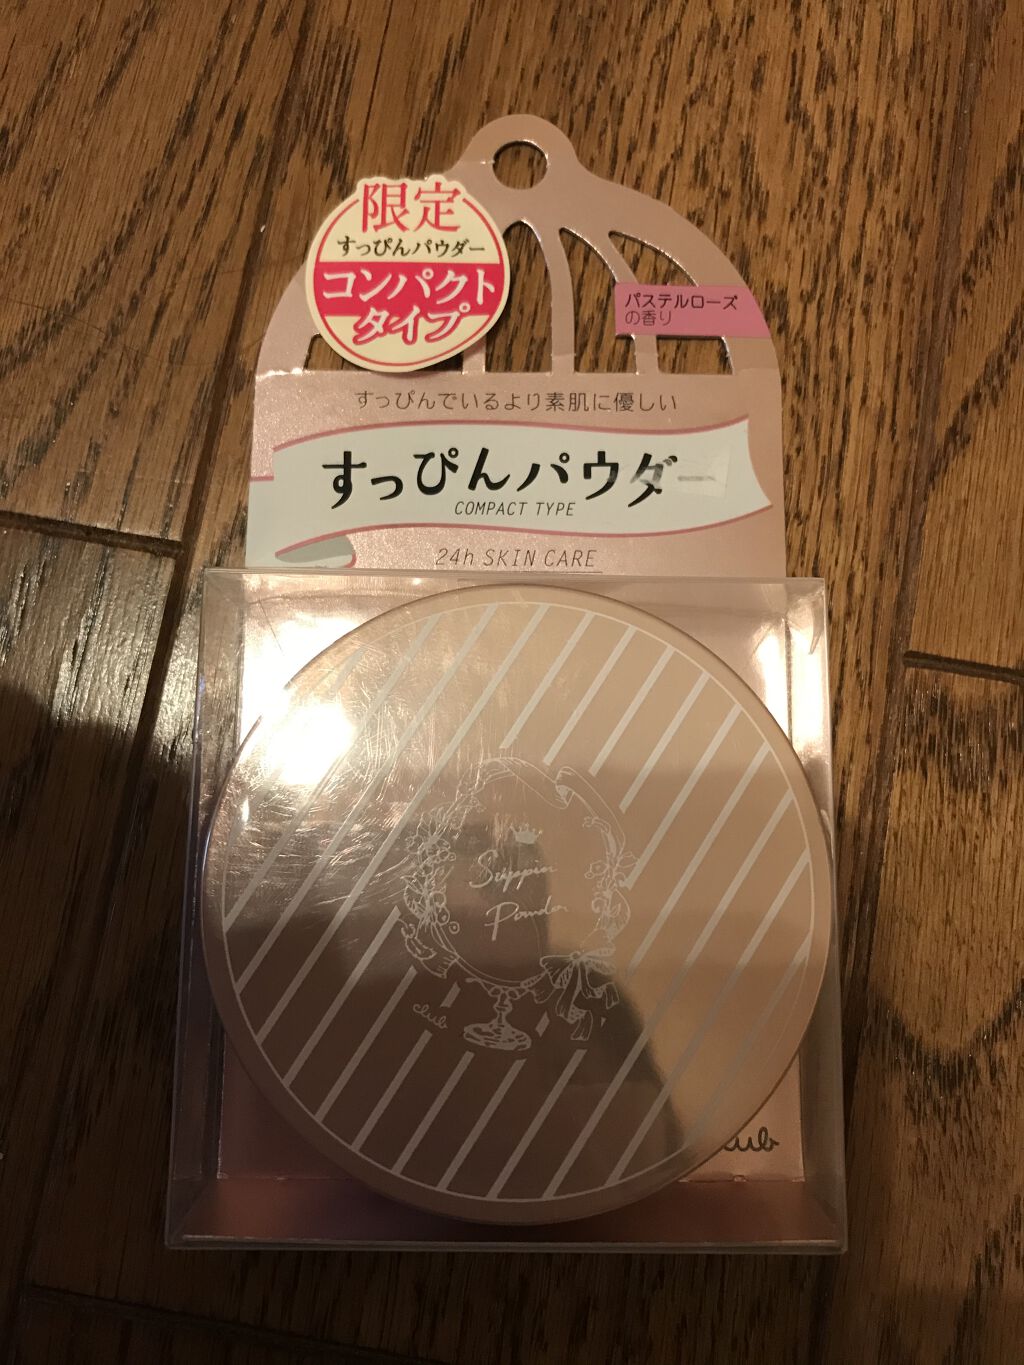 限定
すっぴんパウダー
コンパクト
タイプ
パステルローズ
の香り
すっぴんでいるより素肌に優しい
すっぴんパウダー
COMPACT TYPE
24h SKIN CARE
Suppin
Powder
club
club